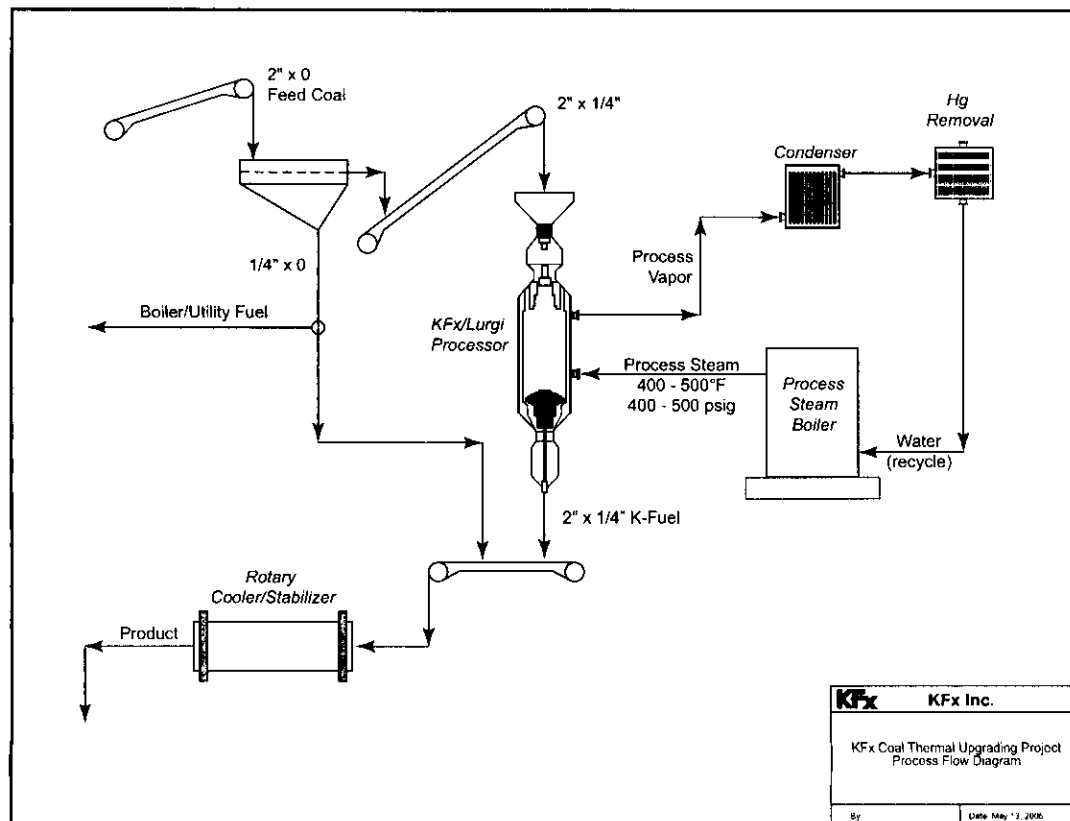 2" x 0
Feed Coal
2" x 1/4"
Hg
Removal
Condenser
1/4" x 0
Process
Vapor
Boiler/Utility Fuel
KFx/Lurgi
Processor
Process Steam
400 - 500°F
400 - 500 psig
Process
Steam
Boiler
Water
(recycle)
2" x 1/4" K-Fuel
Rotary
Cooler/Stabilizer
Product
KFx KFx Inc.
KFx Coal Thermal Upgrading Project
Process Flow Diagram
By Date May 13, 2005